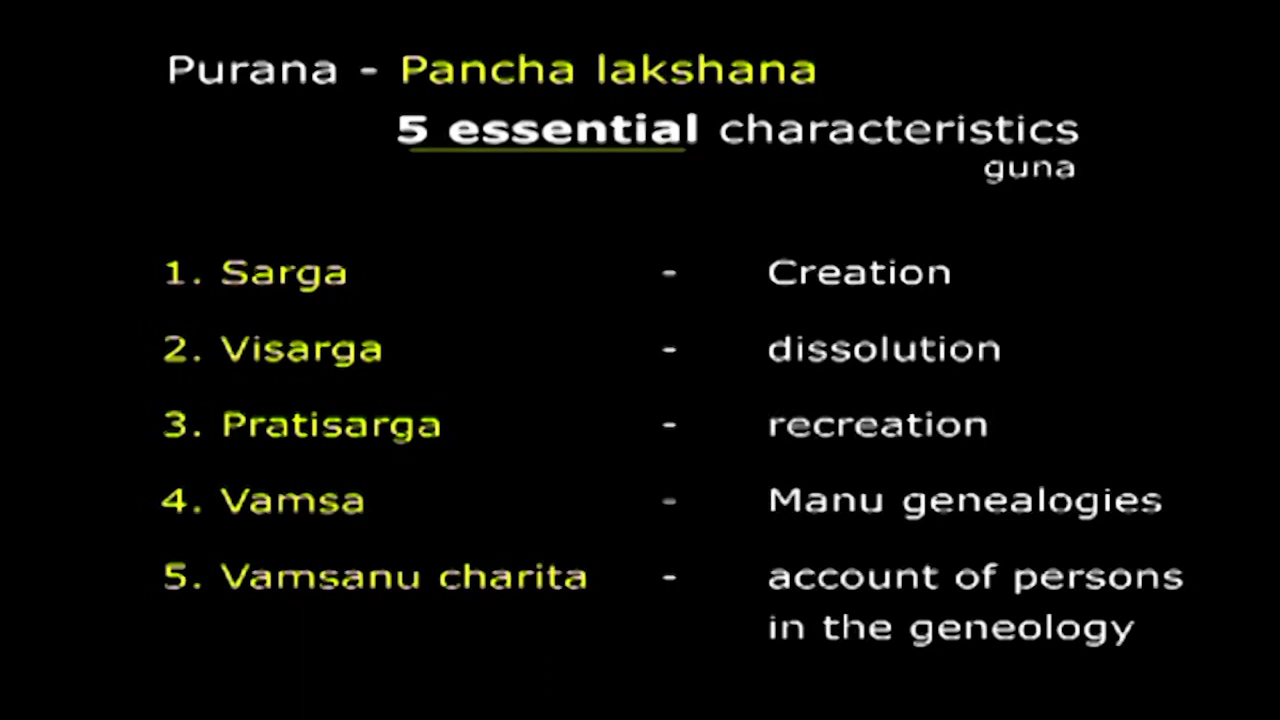 Purana - Pancha lakshana
5 essential characteristics
guna
1. Sarga - Creation
2. Visarga - dissolution
3. Pratisarga - recreation
4. Vamsa - Manu genealogies
5. Vamsanu charita - account of persons
in the geneology